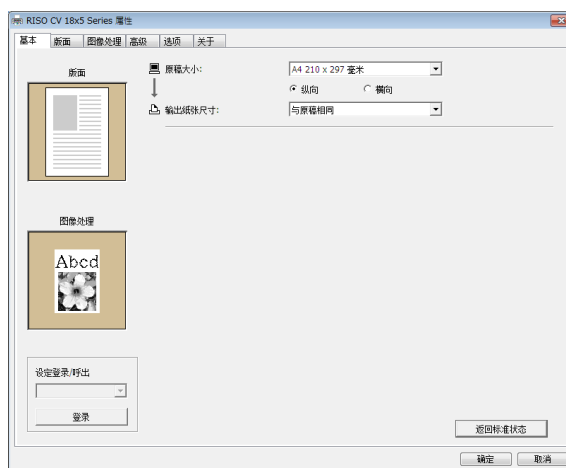 RISO CV 18x5 Series 属性
基本 版面 图像处理 高级 选项 关于
版面
原稿大小:
A4 210 x 297 毫米
纵向 横向
输出纸张尺寸:
与原稿相同
图像处理
Abcd
设定登录/呼出
登录
返回标准状态
确定 取消